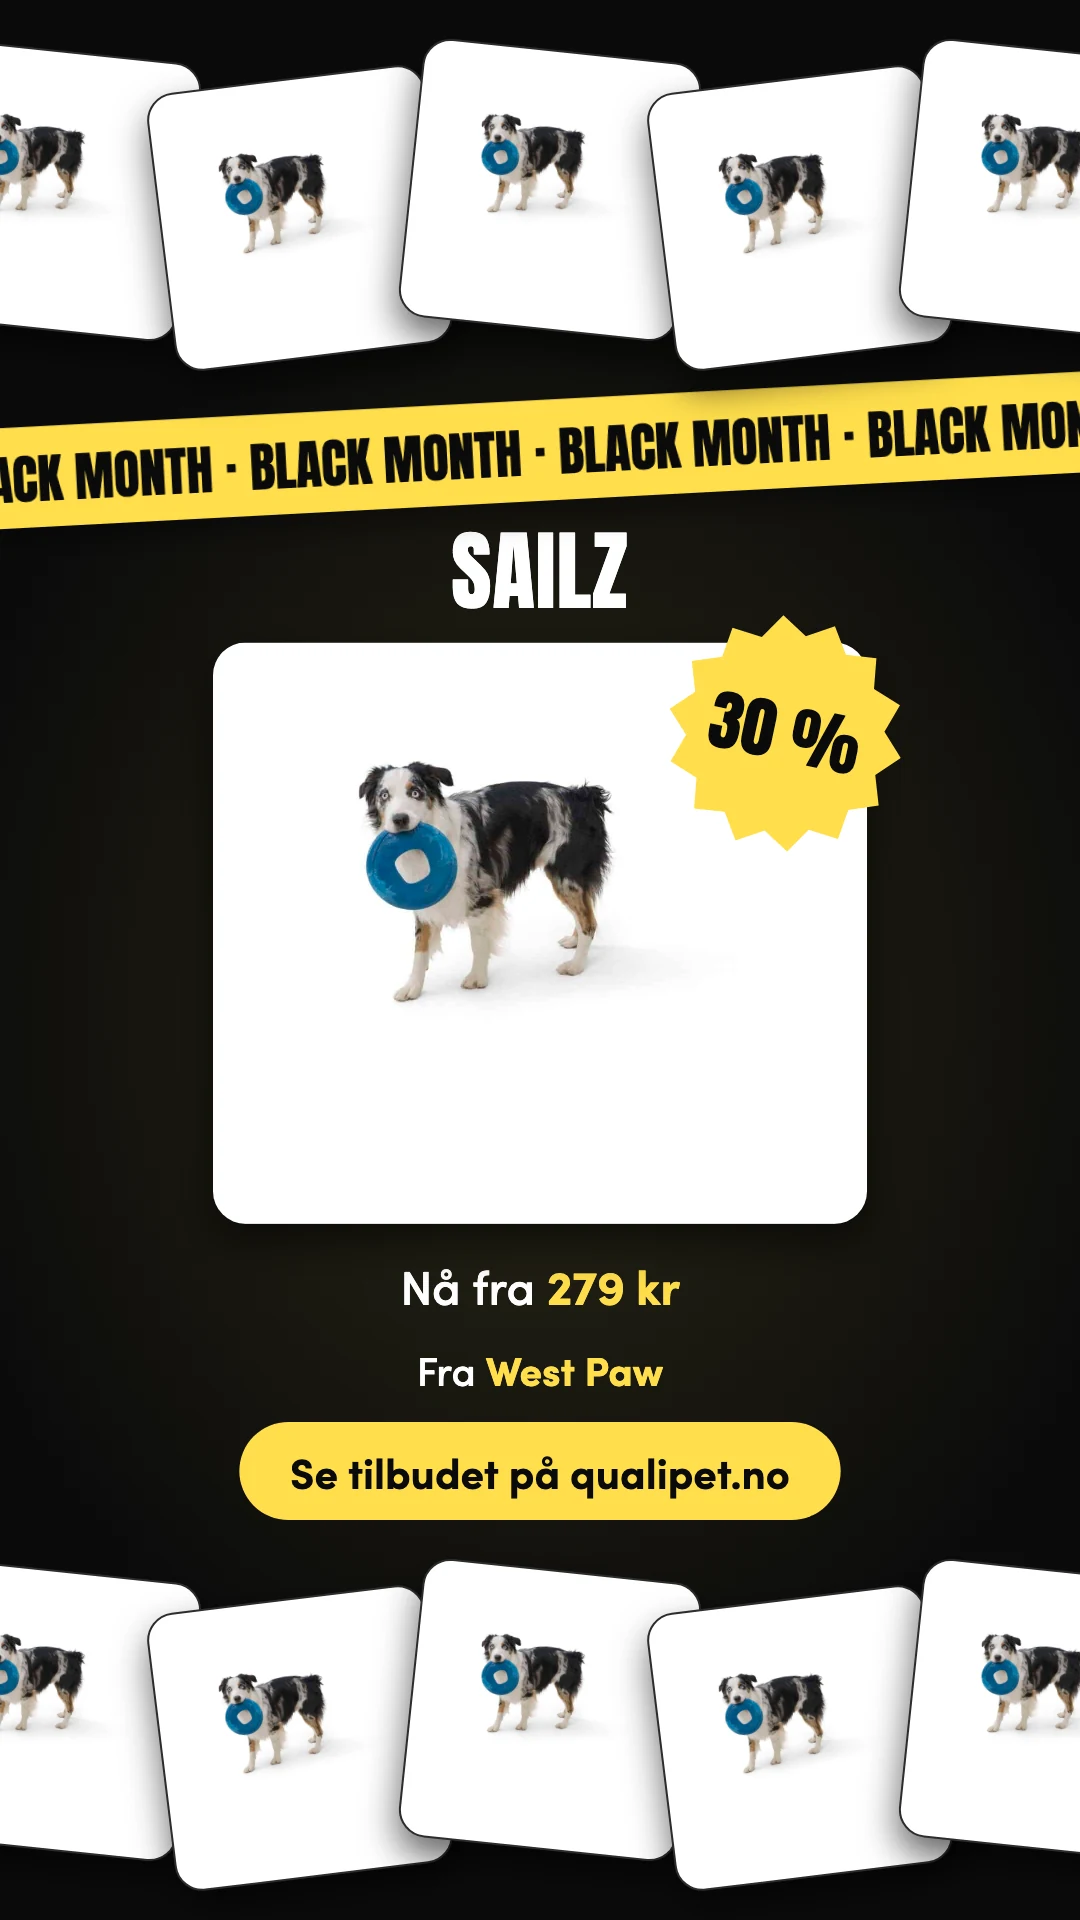 ACK MONTH · BLACK MONTH · BLACK MONTH · BLACK MON
SAILZ
30 %
Nå fra 279 kr
Fra West Paw
Se tilbudet på qualipet.no